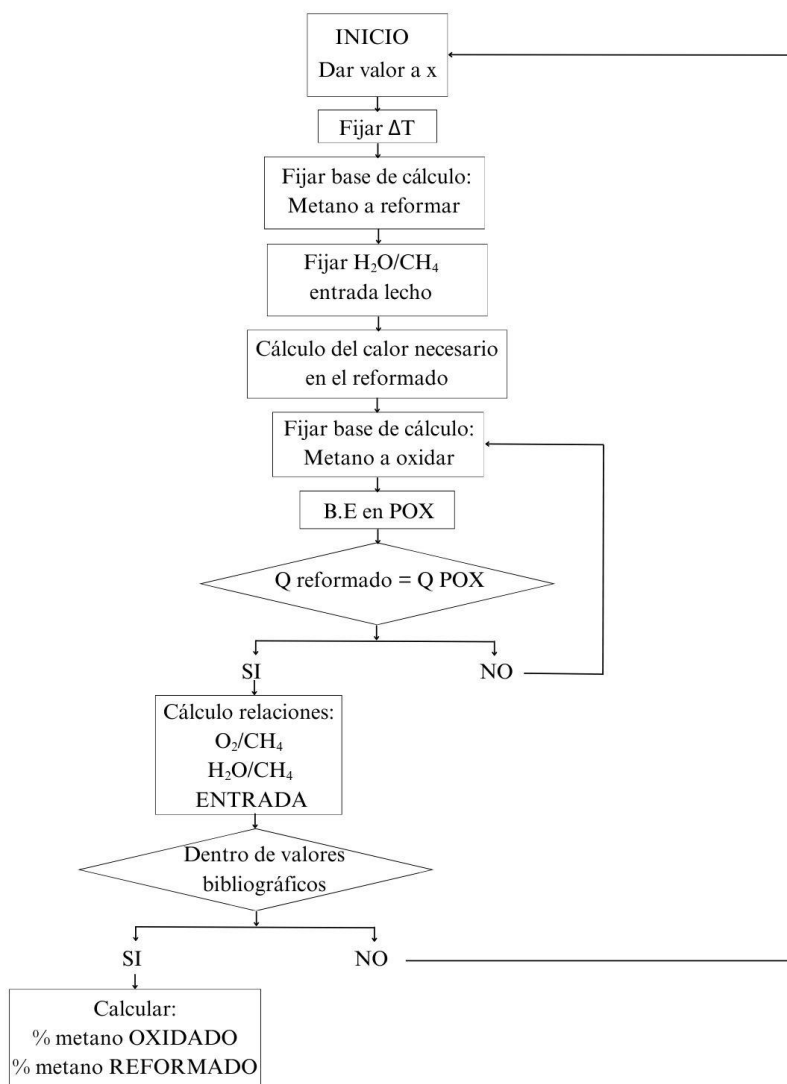 INICIO
Dar valor a x
Fijar ΔT
Fijar base de cálculo:
Metano a reformar
Fijar H₂O/CH₄
entrada lecho
Cálculo del calor necesario
en el reformado
Fijar base de cálculo:
Metano a oxidar
B.E en POX
Q reformado = Q POX
SI
NO
Cálculo relaciones:
O₂/CH₄
H₂O/CH₄
ENTRADA
Dentro de valores
bibliográficos
SI
NO
Calcular:
% metano OXIDADO
% metano REFORMADO